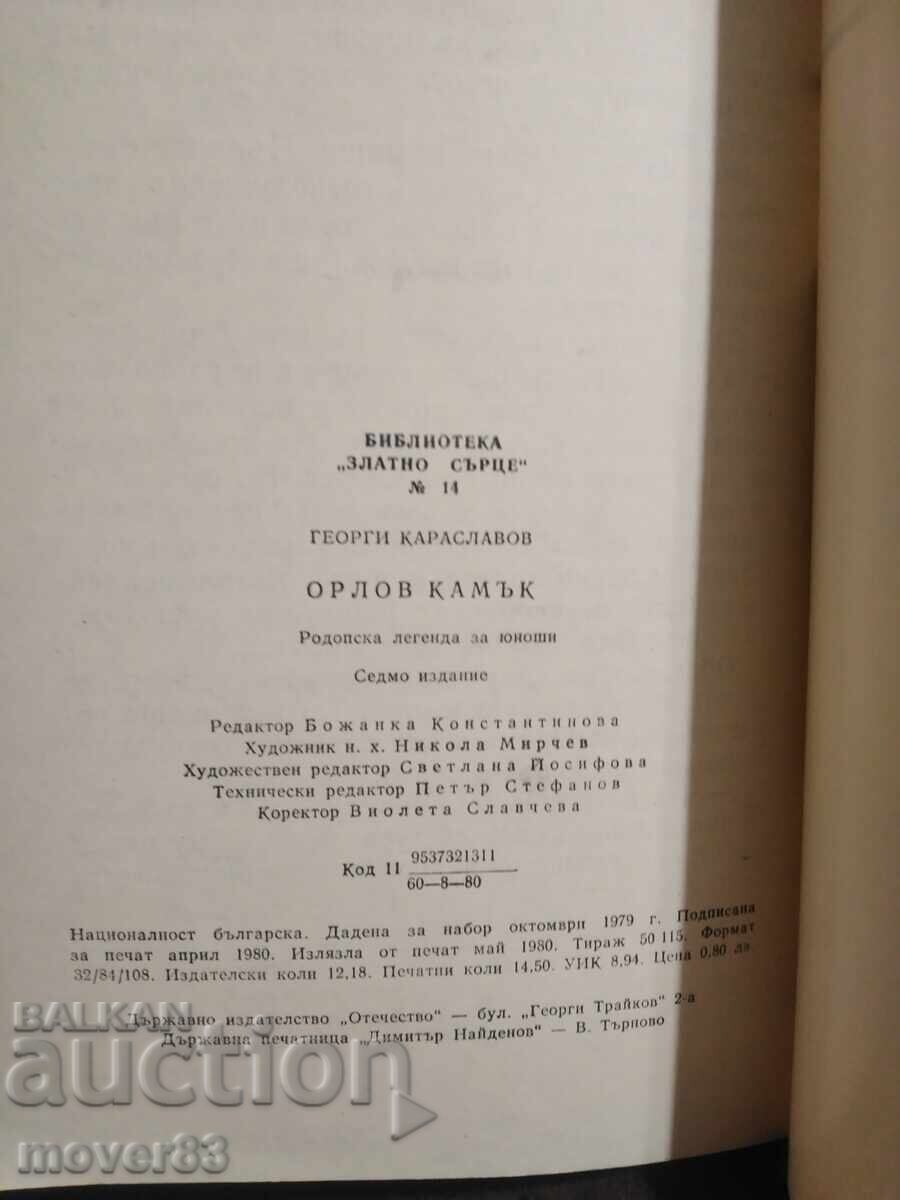 БИБЛИОТЕКА
„ЗЛАТНО СЪРЦЕ“
№ 14
ГЕОРГИ КАРАСЛАВОВ
ОРЛОВ КАМЪК
Родопска легенда за юноши
Седмо издание
Редактор Божанка Константинова
Художник н. х. Никола Мирчев
Художествен редактор Светлана Йосифова
Технически редактор Петър Стефанов
Коректор Виолета Славчева
Код 11 9537321311
60—8—80
Националност българска. Дадена за набор октомври 1979 г. Подписана
за печат април 1980. Излязла от печат май 1980. Тираж 50 115. Формат
32/84/108. Издателски коли 12,18. Печатни коли 14,50. УИК 8,94. Цена 0,80 лв.
Държавно издателство „Отечество“ — бул. „Георги Трайков“ 2-а
Държавна печатница „Димитър Найденов“ — В. Търново
BALKAN
auction
mover83